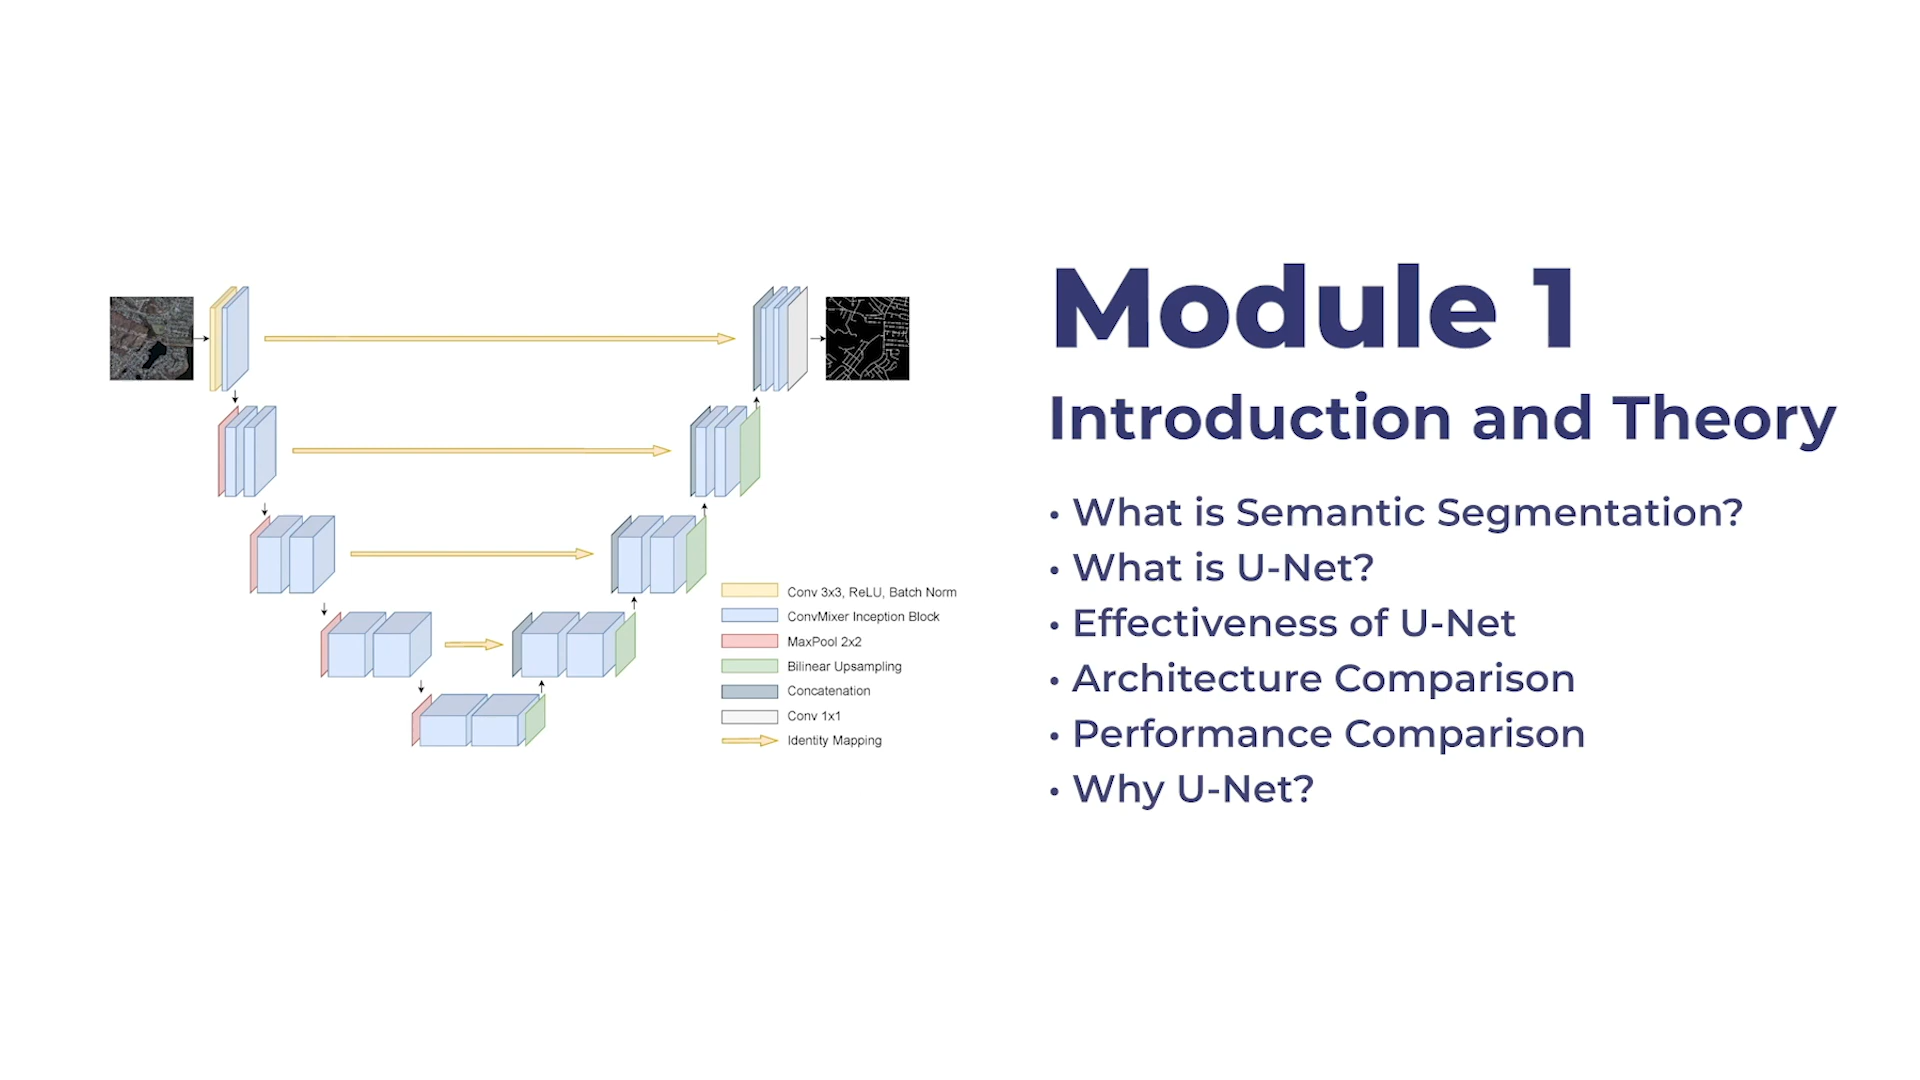 Module 1
Introduction and Theory
• What is Semantic Segmentation?
• What is U-Net?
• Effectiveness of U-Net
• Architecture Comparison
• Performance Comparison
• Why U-Net?
Conv 3x3, ReLU, Batch Norm
ConvMixer Inception Block
MaxPool 2x2
Bilinear Upsampling
Concatenation
Conv 1x1
Identity Mapping